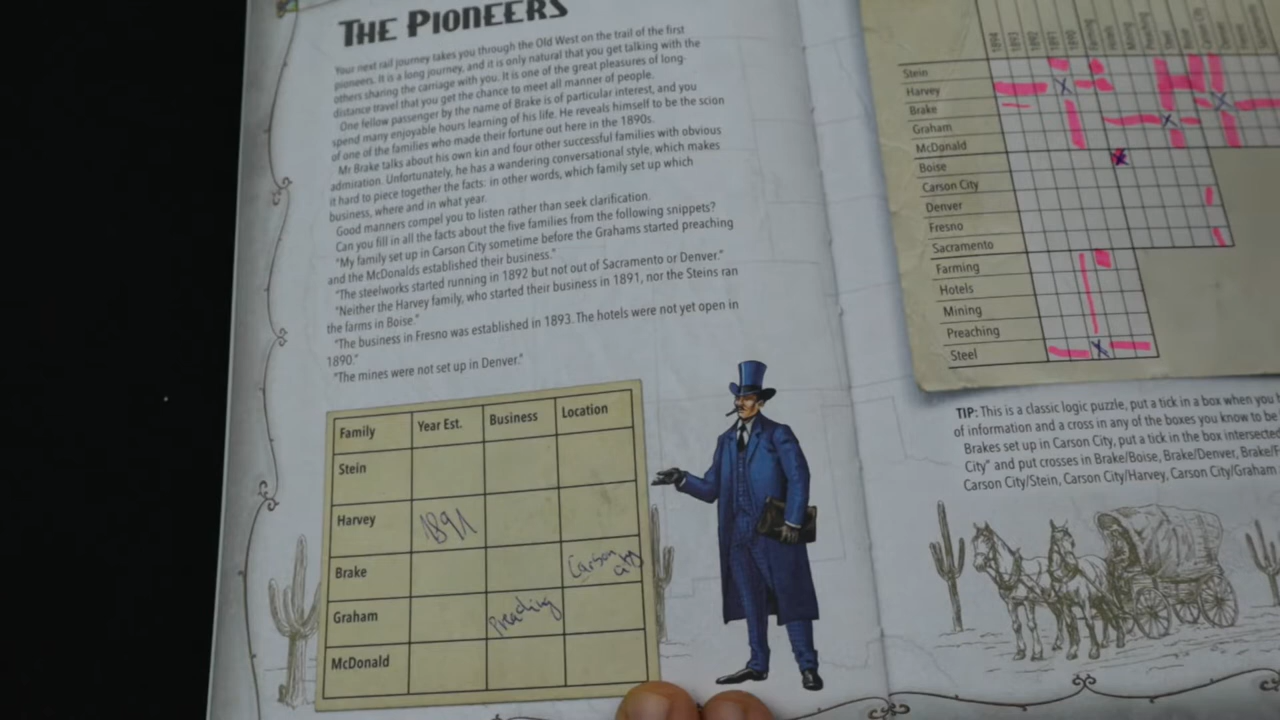 THE PIONEERS
Your next rail journey takes you through the Old West on the trail of the first
pioneers. It is a long journey, and it is only natural that you get talking with the
others sharing the carriage with you. It is one of the great pleasures of long-
distance travel that you get the chance to meet all manner of people.
One fellow passenger by the name of Brake is of particular interest, and you
spend many enjoyable hours learning of his life. He reveals himself to be the scion
of one of the families who made their fortune out here in the 1890s.
Mr Brake talks about his own kin and four other successful families with obvious
admiration. Unfortunately, he has a wandering conversational style, which makes
it hard to piece together the facts: in other words, which family set up which
business, where and in what year.
Good manners compel you to listen rather than seek clarification.
Can you fill in all the facts about the five families from the following snippets?
"My family set up in Carson City sometime before the Grahams started preaching
and the McDonalds established their business."
"The steelworks started running in 1892 but not out of Sacramento or Denver."
"Neither the Harvey family, who started their business in 1891, nor the Steins ran
the farms in Boise."
"The business in Fresno was established in 1893. The hotels were not yet open in
1890."
"The mines were not set up in Denver."
Family Year Est. Business Location
Stein
Harvey 1891
Brake Carson City
Graham Preaching
McDonald
1894 1893 1892 1891 1890 Farming Hotels Mining Preaching Steel
Stein
Harvey
Brake
Graham
McDonald
Boise
Carson City
Denver
Fresno
Sacramento
Farming
Hotels
Mining
Preaching
Steel
TIP: This is a classic logic puzzle, put a tick in a box when you
of information and a cross in any of the boxes you know to be
Brakes set up in Carson City, put a tick in the box intersected
City" and put crosses in Brake/Boise, Brake/Denver,
Carson City/Stein, Carson City/Harvey, Carson City/Graham